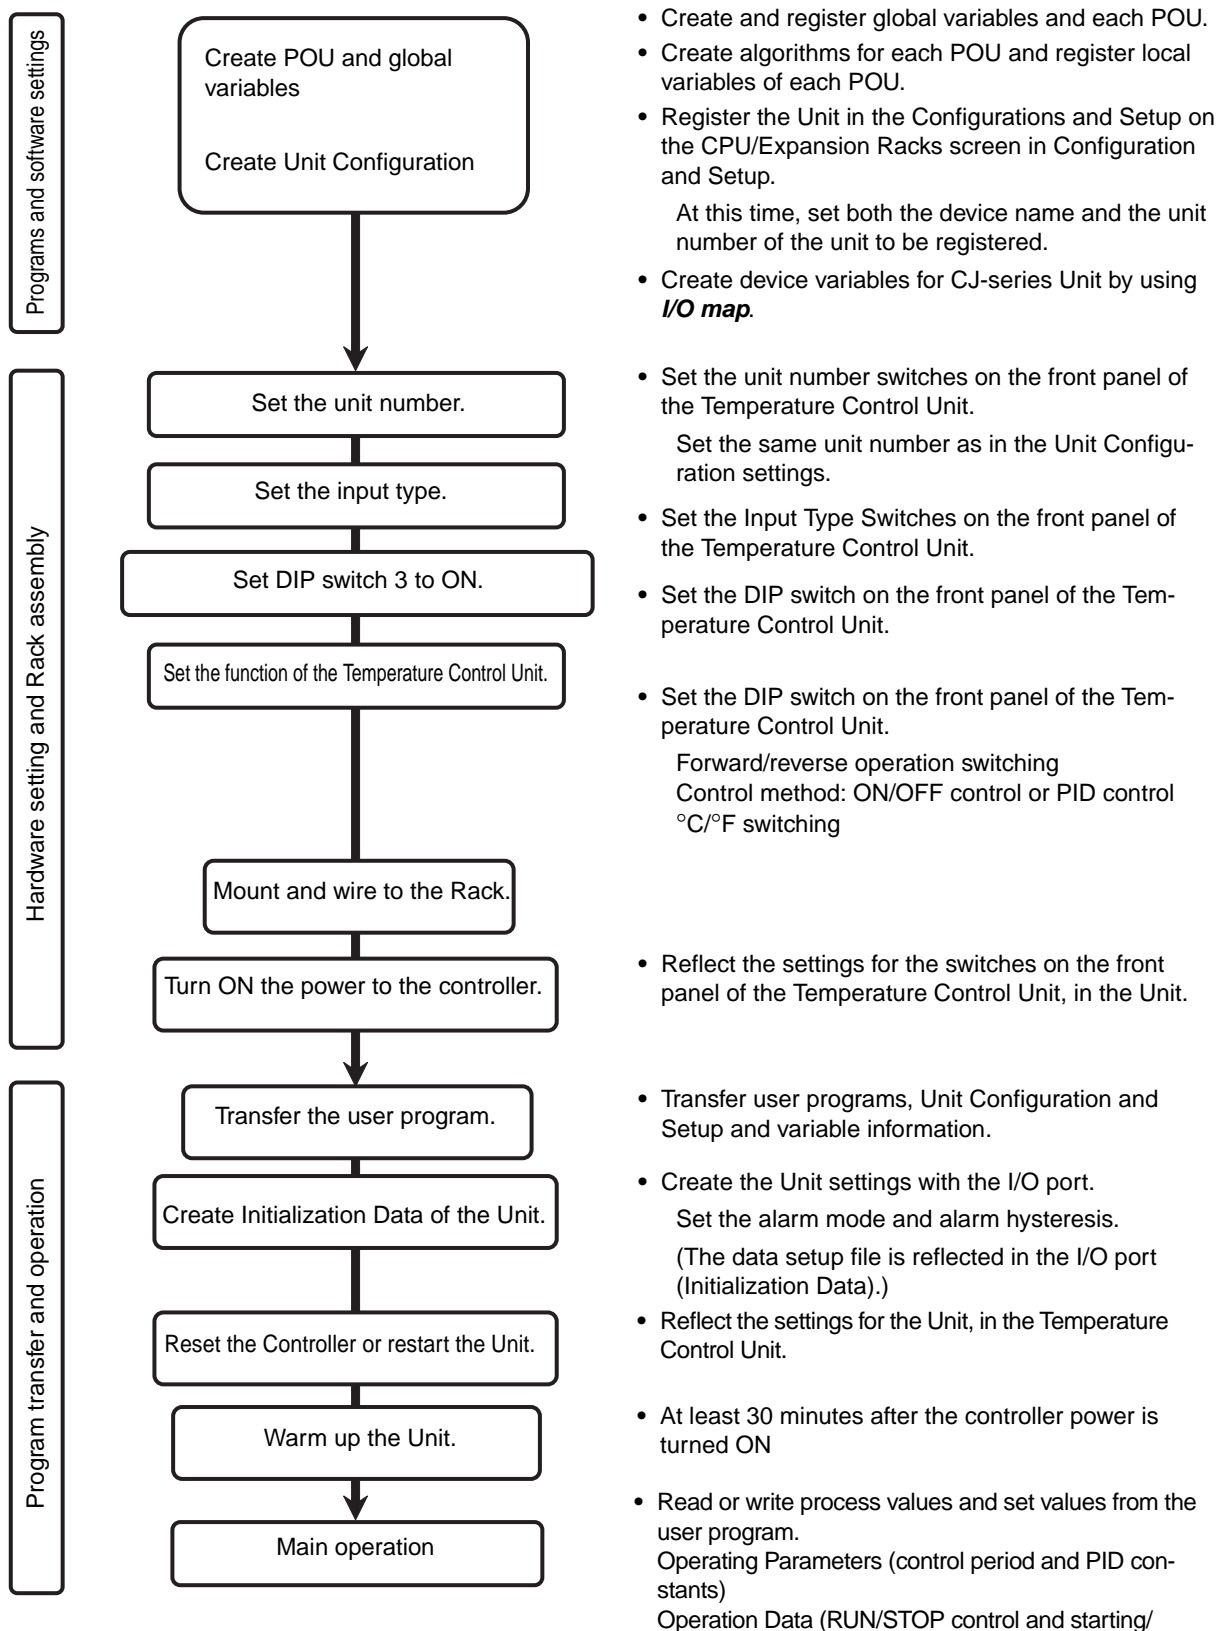 Programs and software settings
Create POU and global
variables
Create Unit Configuration
• Create and register global variables and each POU.
• Create algorithms for each POU and register local
variables of each POU.
• Register the Unit in the Configurations and Setup on
the CPU/Expansion Racks screen in Configuration
and Setup.
At this time, set both the device name and the unit
number of the unit to be registered.
• Create device variables for CJ-series Unit by using
I/O map.
Hardware setting and Rack assembly
Set the unit number.
• Set the unit number switches on the front panel of
the Temperature Control Unit.
Set the same unit number as in the Unit Configu-
ration settings.
Set the input type.
• Set the Input Type Switches on the front panel of
the Temperature Control Unit.
Set DIP switch 3 to ON.
• Set the DIP switch on the front panel of the Tem-
perature Control Unit.
Set the function of the Temperature Control Unit.
• Set the DIP switch on the front panel of the Tem-
perature Control Unit.
Forward/reverse operation switching
Control method: ON/OFF control or PID control
°C/°F switching
Mount and wire to the Rack.
Turn ON the power to the controller.
• Reflect the settings for the switches on the front
panel of the Temperature Control Unit, in the Unit.
Program transfer and operation
Transfer the user program.
• Transfer user programs, Unit Configuration and
Setup and variable information.
Create Initialization Data of the Unit.
• Create the Unit settings with the I/O port.
Set the alarm mode and alarm hysteresis.
(The data setup file is reflected in the I/O port
(Initialization Data).)
Reset the Controller or restart the Unit.
• Reflect the settings for the Unit, in the Temperature
Control Unit.
Warm up the Unit.
• At least 30 minutes after the controller power is
turned ON
Main operation
• Read or write process values and set values from the
user program.
Operating Parameters (control period and PID con-
stants)
Operation Data (RUN/STOP control and starting/